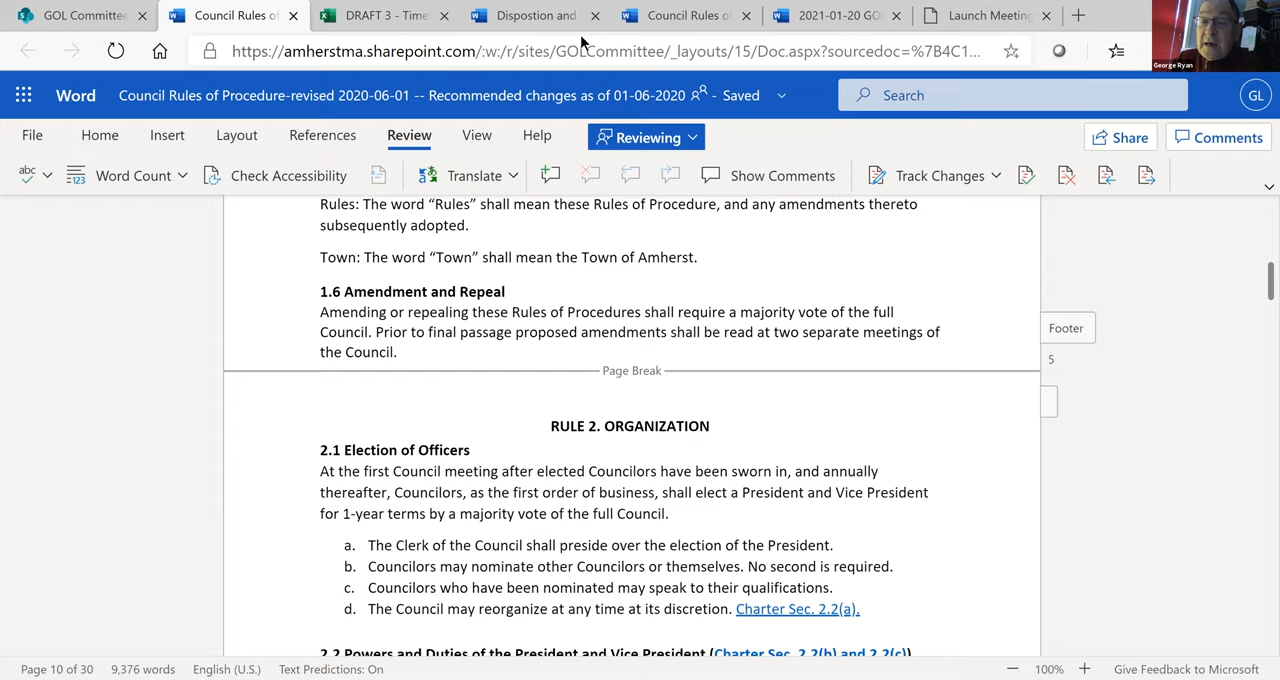 GOL Committee
Council Rules of
DRAFT 3 - Time
Dispostion and
Council Rules of
2021-01-20 GO
Launch Meeting
https://amherstma.sharepoint.com/:w:/r/sites/GOLCommittee/_layouts/15/Doc.aspx?sourcedoc=%7B4C1...
George Ryan
Word
Council Rules of Procedure-revised 2020-06-01 -- Recommended changes as of 01-06-2020 - Saved
Search
GL
File Home Insert Layout References Review View Help Reviewing Share Comments
abc 123 Word Count Check Accessibility Translate Show Comments Track Changes
Rules: The word “Rules” shall mean these Rules of Procedure, and any amendments thereto
subsequently adopted.
Town: The word “Town” shall mean the Town of Amherst.
1.6 Amendment and Repeal
Amending or repealing these Rules of Procedures shall require a majority vote of the full
Council. Prior to final passage proposed amendments shall be read at two separate meetings of
the Council.
Footer
5
Page Break
RULE 2. ORGANIZATION
2.1 Election of Officers
At the first Council meeting after elected Councilors have been sworn in, and annually
thereafter, Councilors, as the first order of business, shall elect a President and Vice President
for 1-year terms by a majority vote of the full Council.
a. The Clerk of the Council shall preside over the election of the President.
b. Councilors may nominate other Councilors or themselves. No second is required.
c. Councilors who have been nominated may speak to their qualifications.
d. The Council may reorganize at any time at its discretion. Charter Sec. 2.2(a).
2.2 Powers and Duties of the President and Vice President (Charter Sec. 2.2(b) and 2.2(c))
Page 10 of 30 9,376 words English (U.S.) Text Predictions: On 100% Give Feedback to Microsoft